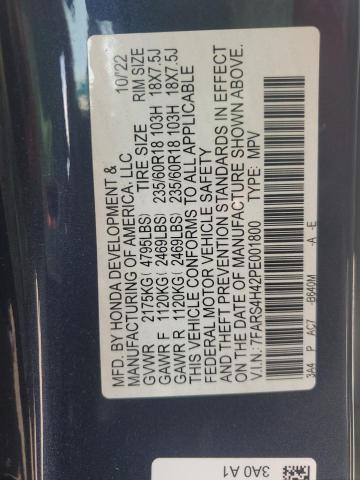 MFD. BY HONDA DEVELOPMENT & 10/22
MANUFACTURING OF AMERICA, LLC
TIRE SIZE RIM SIZE
GVWR 2175KG ( 4795LBS)
GAWR F 1120KG ( 2469LBS) 235/60R18 103H 18X7.5J
GAWR R 1120KG ( 2469LBS) 235/60R18 103H 18X7.5J
THIS VEHICLE CONFORMS TO ALL APPLICABLE
FEDERAL MOTOR VEHICLE SAFETY
AND THEFT PREVENTION STANDARDS IN EFFECT
ON THE DATE OF MANUFACTURE SHOWN ABOVE.
V.I.N.: 7FARS4H42PE001800 TYPE: MPV
3A4 P AC7 -B640M -A -E
3A0 A1